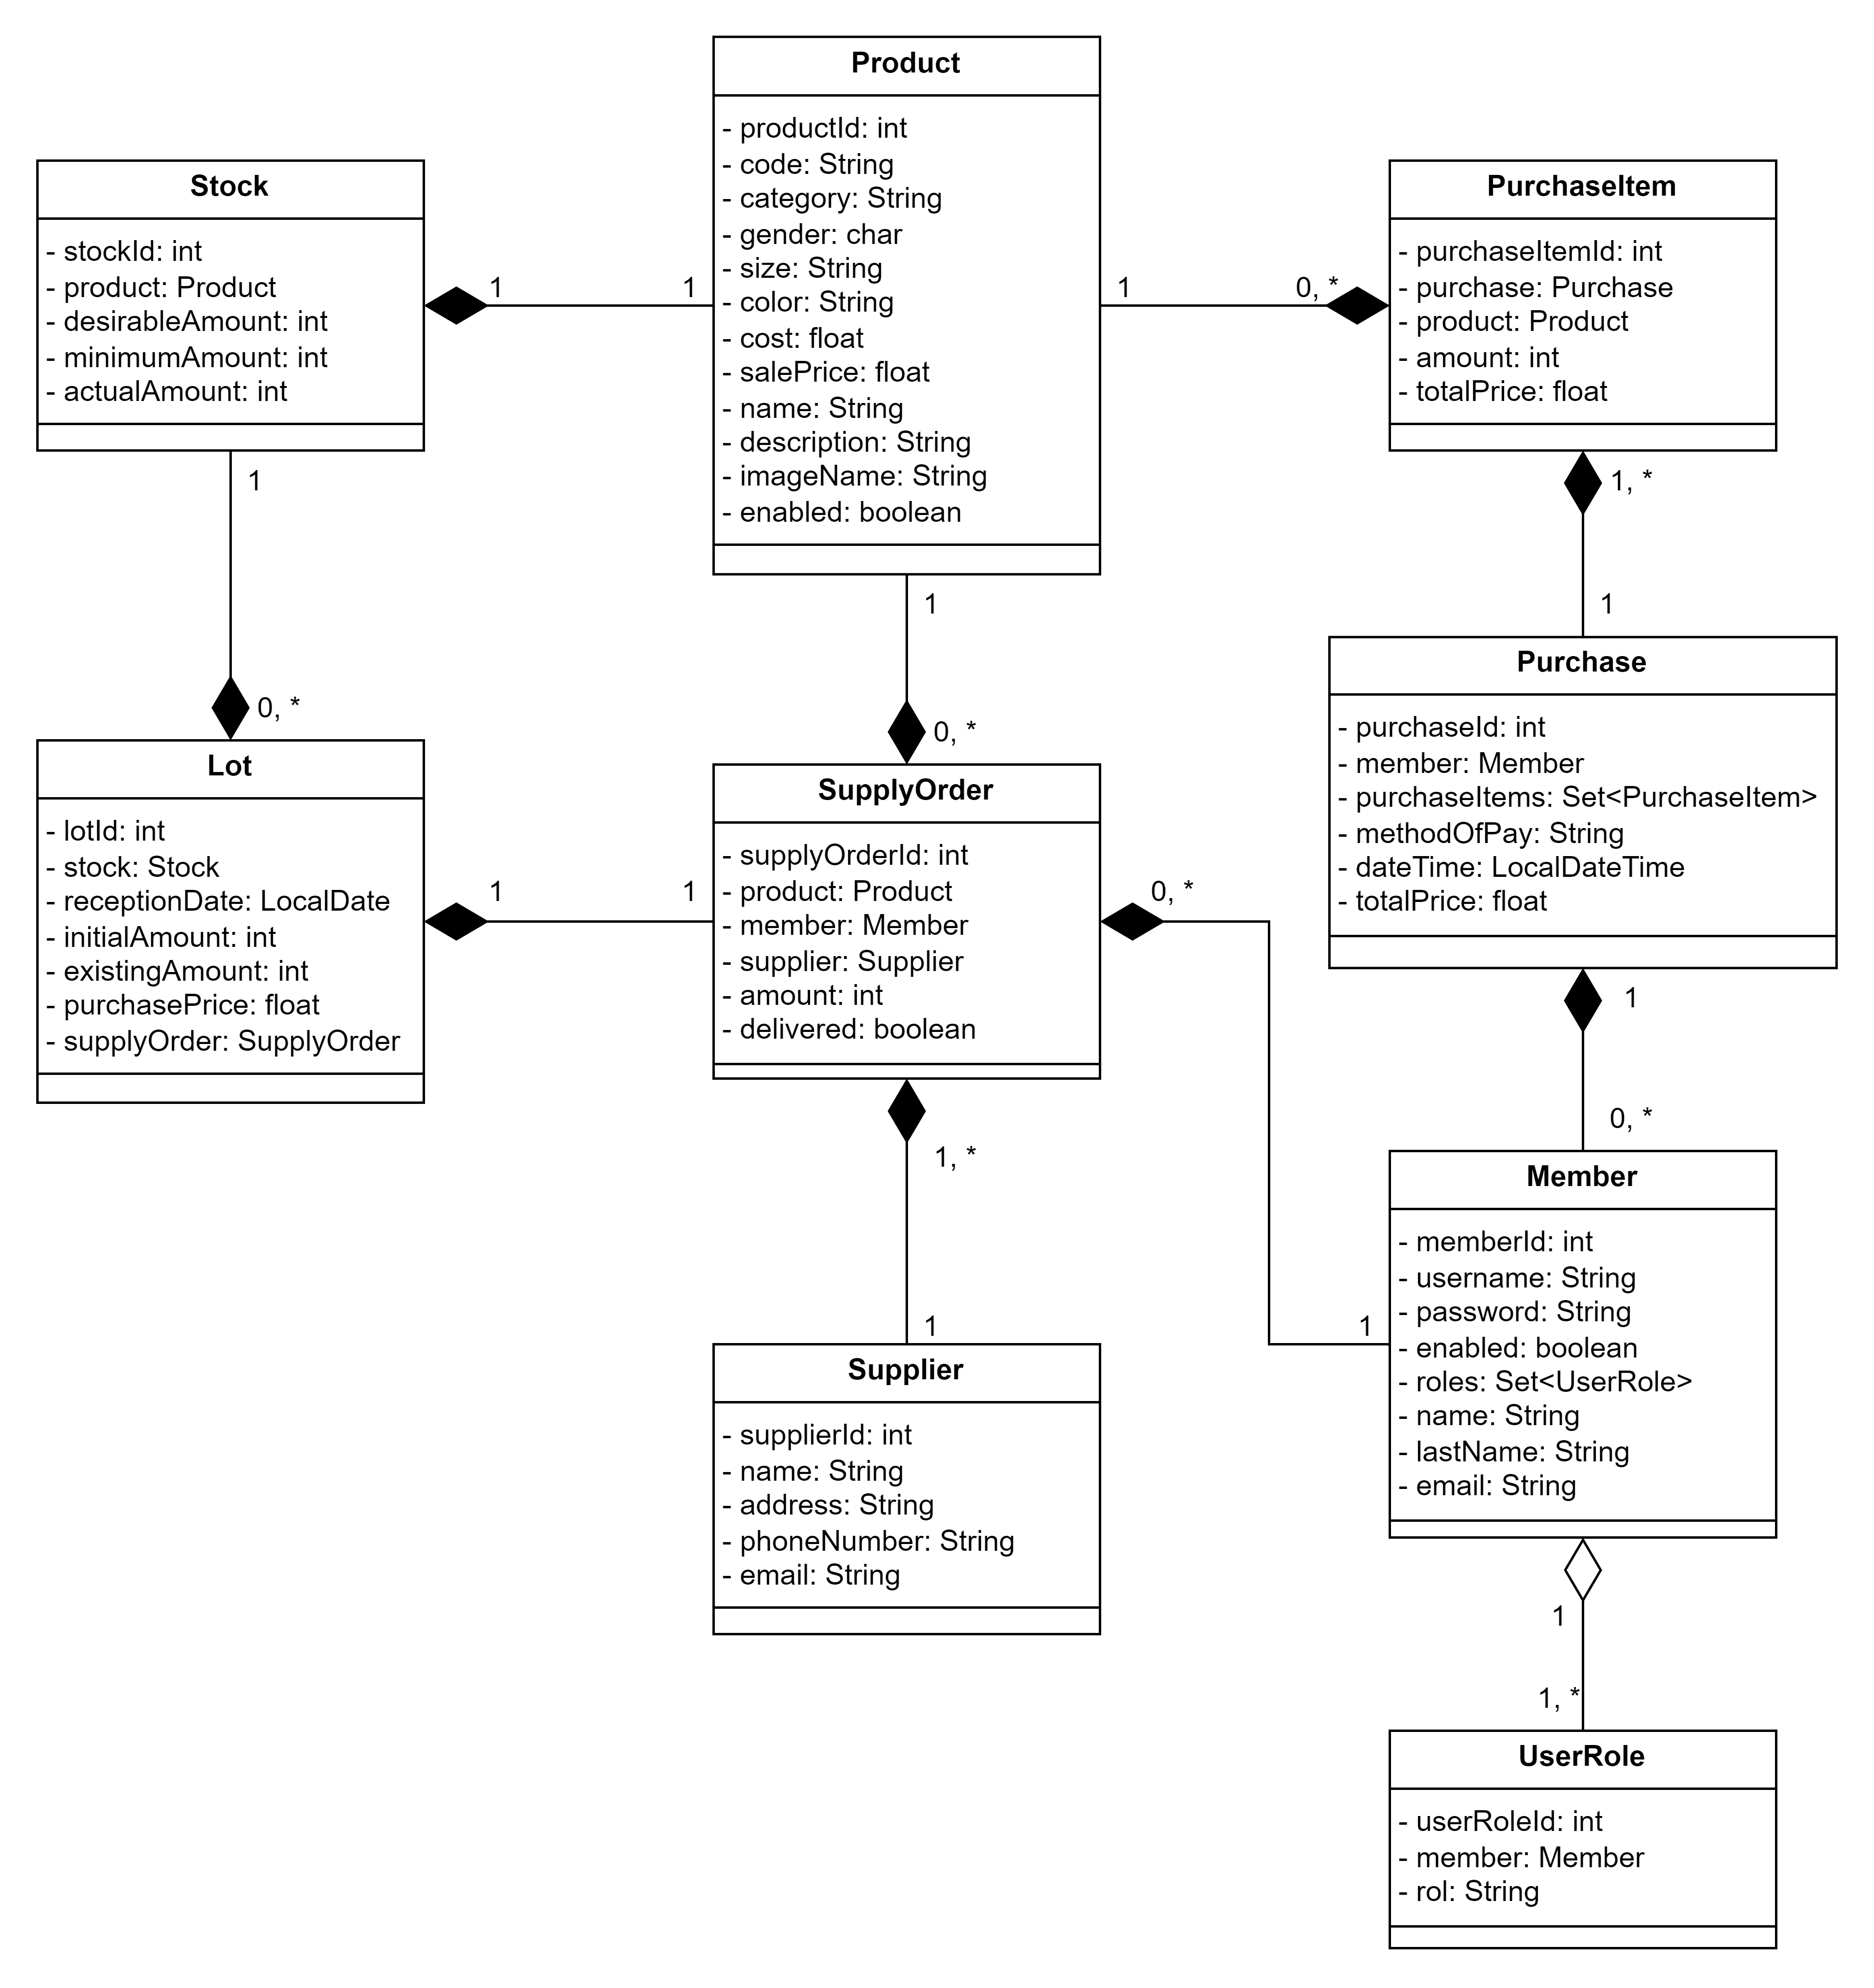 Product
- productId: int
- code: String
- category: String
- gender: char
- size: String
- color: String
- cost: float
- salePrice: float
- name: String
- description: String
- imageName: String
- enabled: boolean
Stock
- stockId: int
- product: Product
- desirableAmount: int
- minimumAmount: int
- actualAmount: int
1
1
1
0, *
PurchaseItem
- purchaseItemId: int
- purchase: Purchase
- product: Product
- amount: int
- totalPrice: float
1
1, *
1
1
Purchase
- purchaseId: int
- member: Member
- purchaseItems: Set<PurchaseItem>
- methodOfPay: String
- dateTime: LocalDateTime
- totalPrice: float
0, *
0, *
Lot
- lotId: int
- stock: Stock
- receptionDate: LocalDate
- initialAmount: int
- existingAmount: int
- purchasePrice: float
- supplyOrder: SupplyOrder
1
1
SupplyOrder
- supplyOrderId: int
- product: Product
- member: Member
- supplier: Supplier
- amount: int
- delivered: boolean
0, *
1
1, *
0, *
1
1
Member
- memberId: int
- username: String
- password: String
- enabled: boolean
- roles: Set<UserRole>
- name: String
- lastName: String
- email: String
Supplier
- supplierId: int
- name: String
- address: String
- phoneNumber: String
- email: String
1
1, *
UserRole
- userRoleId: int
- member: Member
- rol: String